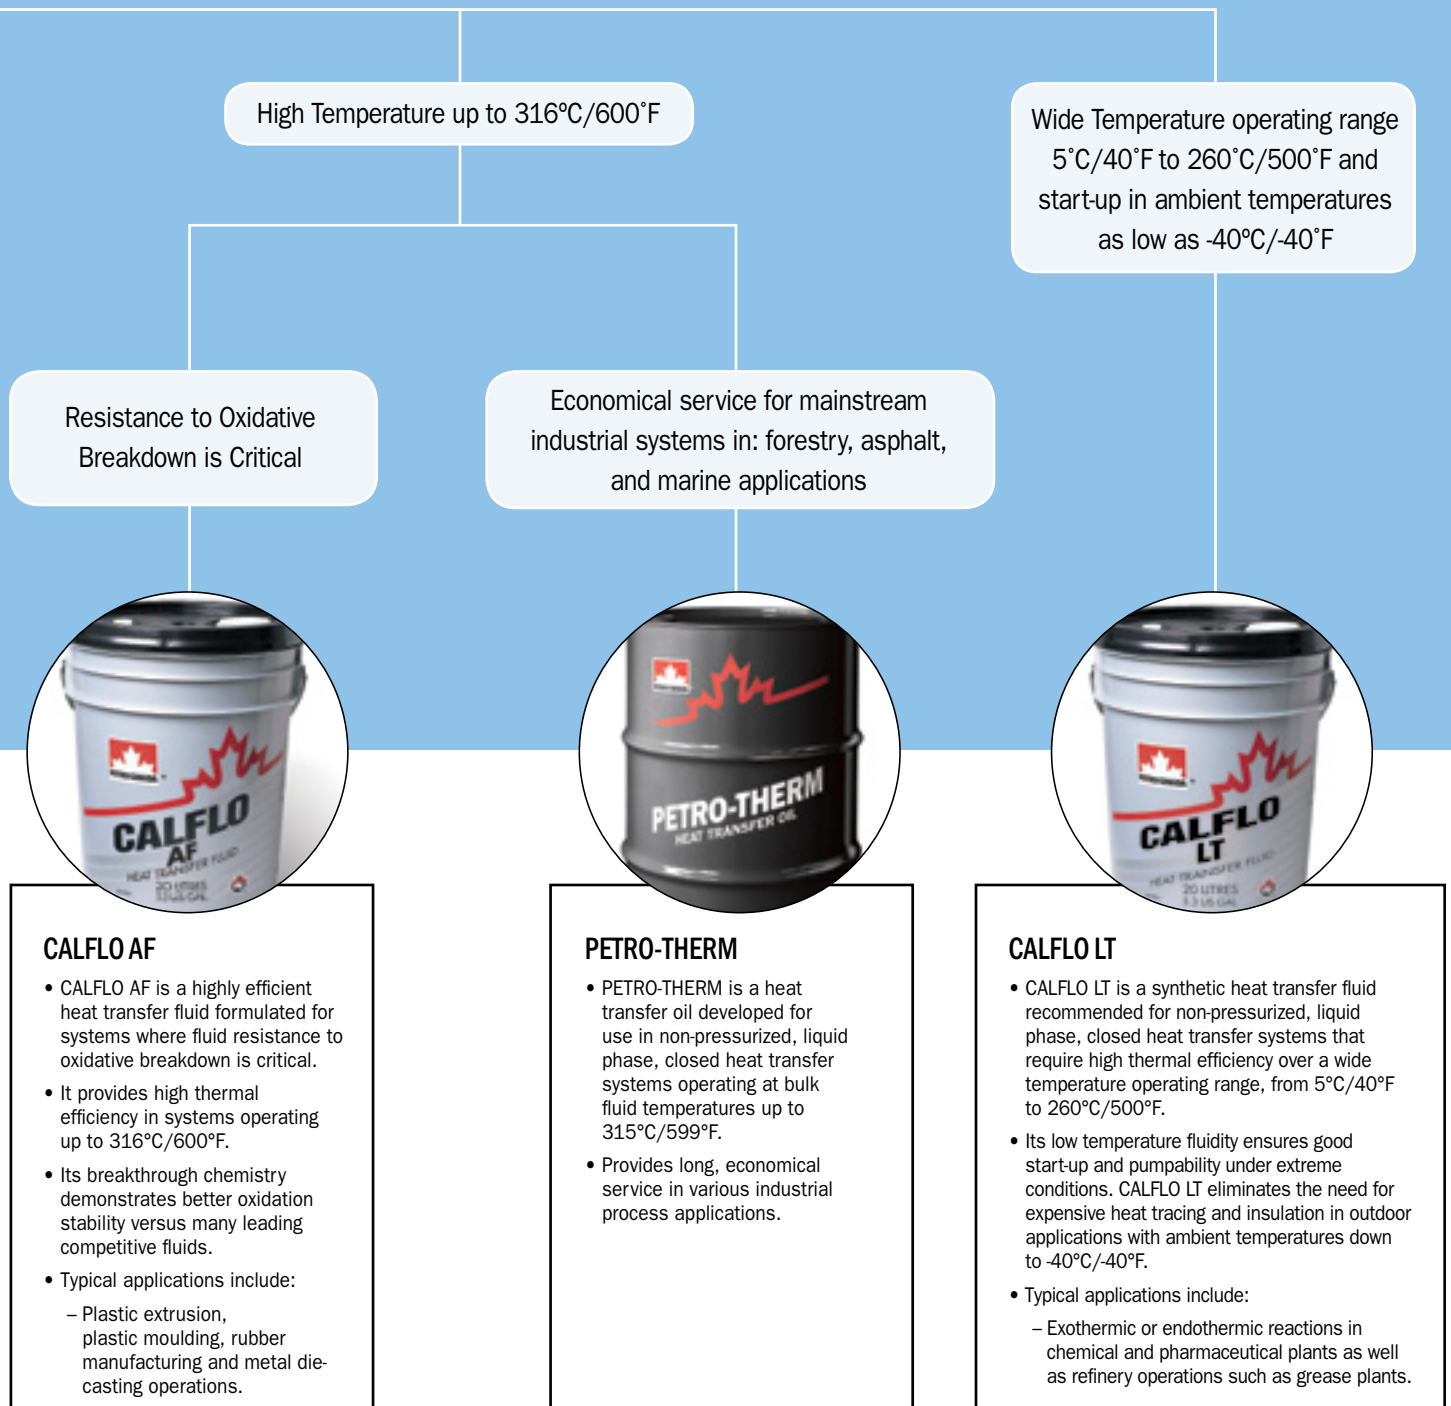 High Temperature up to 316ºC/600˚F
Wide Temperature operating range
5˚C/40˚F to 260˚C/500˚F and
start-up in ambient temperatures
as low as -40ºC/-40˚F
Resistance to Oxidative
Breakdown is Critical
Economical service for mainstream
industrial systems in: forestry, asphalt,
and marine applications
CALFLO
AF
HEAT TRANSFER FLUID
20 LITRES
PETRO-THERM
HEAT TRANSFER OIL
CALFLO
LT
HEAT TRANSFER FLUID
20 LITRES
5.3 US GAL
CALFLO AF
• CALFLO AF is a highly efficient
heat transfer fluid formulated for
systems where fluid resistance to
oxidative breakdown is critical.
• It provides high thermal
efficiency in systems operating
up to 316°C/600°F.
• Its breakthrough chemistry
demonstrates better oxidation
stability versus many leading
competitive fluids.
• Typical applications include:
– Plastic extrusion,
plastic moulding, rubber
manufacturing and metal die-
casting operations.
PETRO-THERM
• PETRO-THERM is a heat
transfer oil developed for
use in non-pressurized, liquid
phase, closed heat transfer
systems operating at bulk
fluid temperatures up to
315°C/599°F.
• Provides long, economical
service in various industrial
process applications.
CALFLO LT
• CALFLO LT is a synthetic heat transfer fluid
recommended for non-pressurized, liquid
phase, closed heat transfer systems that
require high thermal efficiency over a wide
temperature operating range, from 5°C/40°F
to 260°C/500°F.
• Its low temperature fluidity ensures good
start-up and pumpability under extreme
conditions. CALFLO LT eliminates the need for
expensive heat tracing and insulation in outdoor
applications with ambient temperatures down
to -40°C/-40°F.
• Typical applications include:
– Exothermic or endothermic reactions in
chemical and pharmaceutical plants as well
as refinery operations such as grease plants.